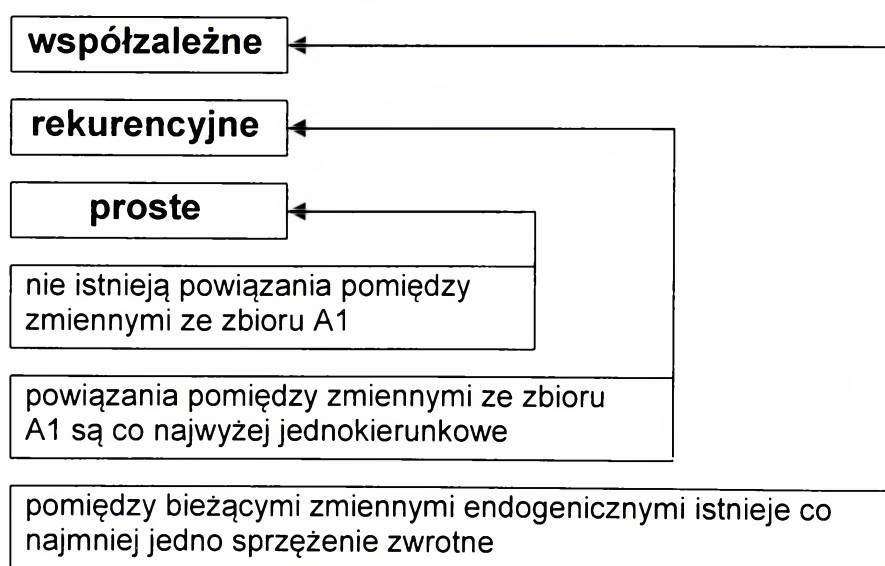 współzależne
rekurencyjne
proste
nie istnieją powiązania pomiędzy
zmiennymi ze zbioru A1
powiązania pomiędzy zmiennymi ze zbioru
A1 są co najwyżej jednokierunkowe
pomiędzy bieżącymi zmiennymi endogenicznymi istnieje co
najmniej jedno sprzężenie zwrotne